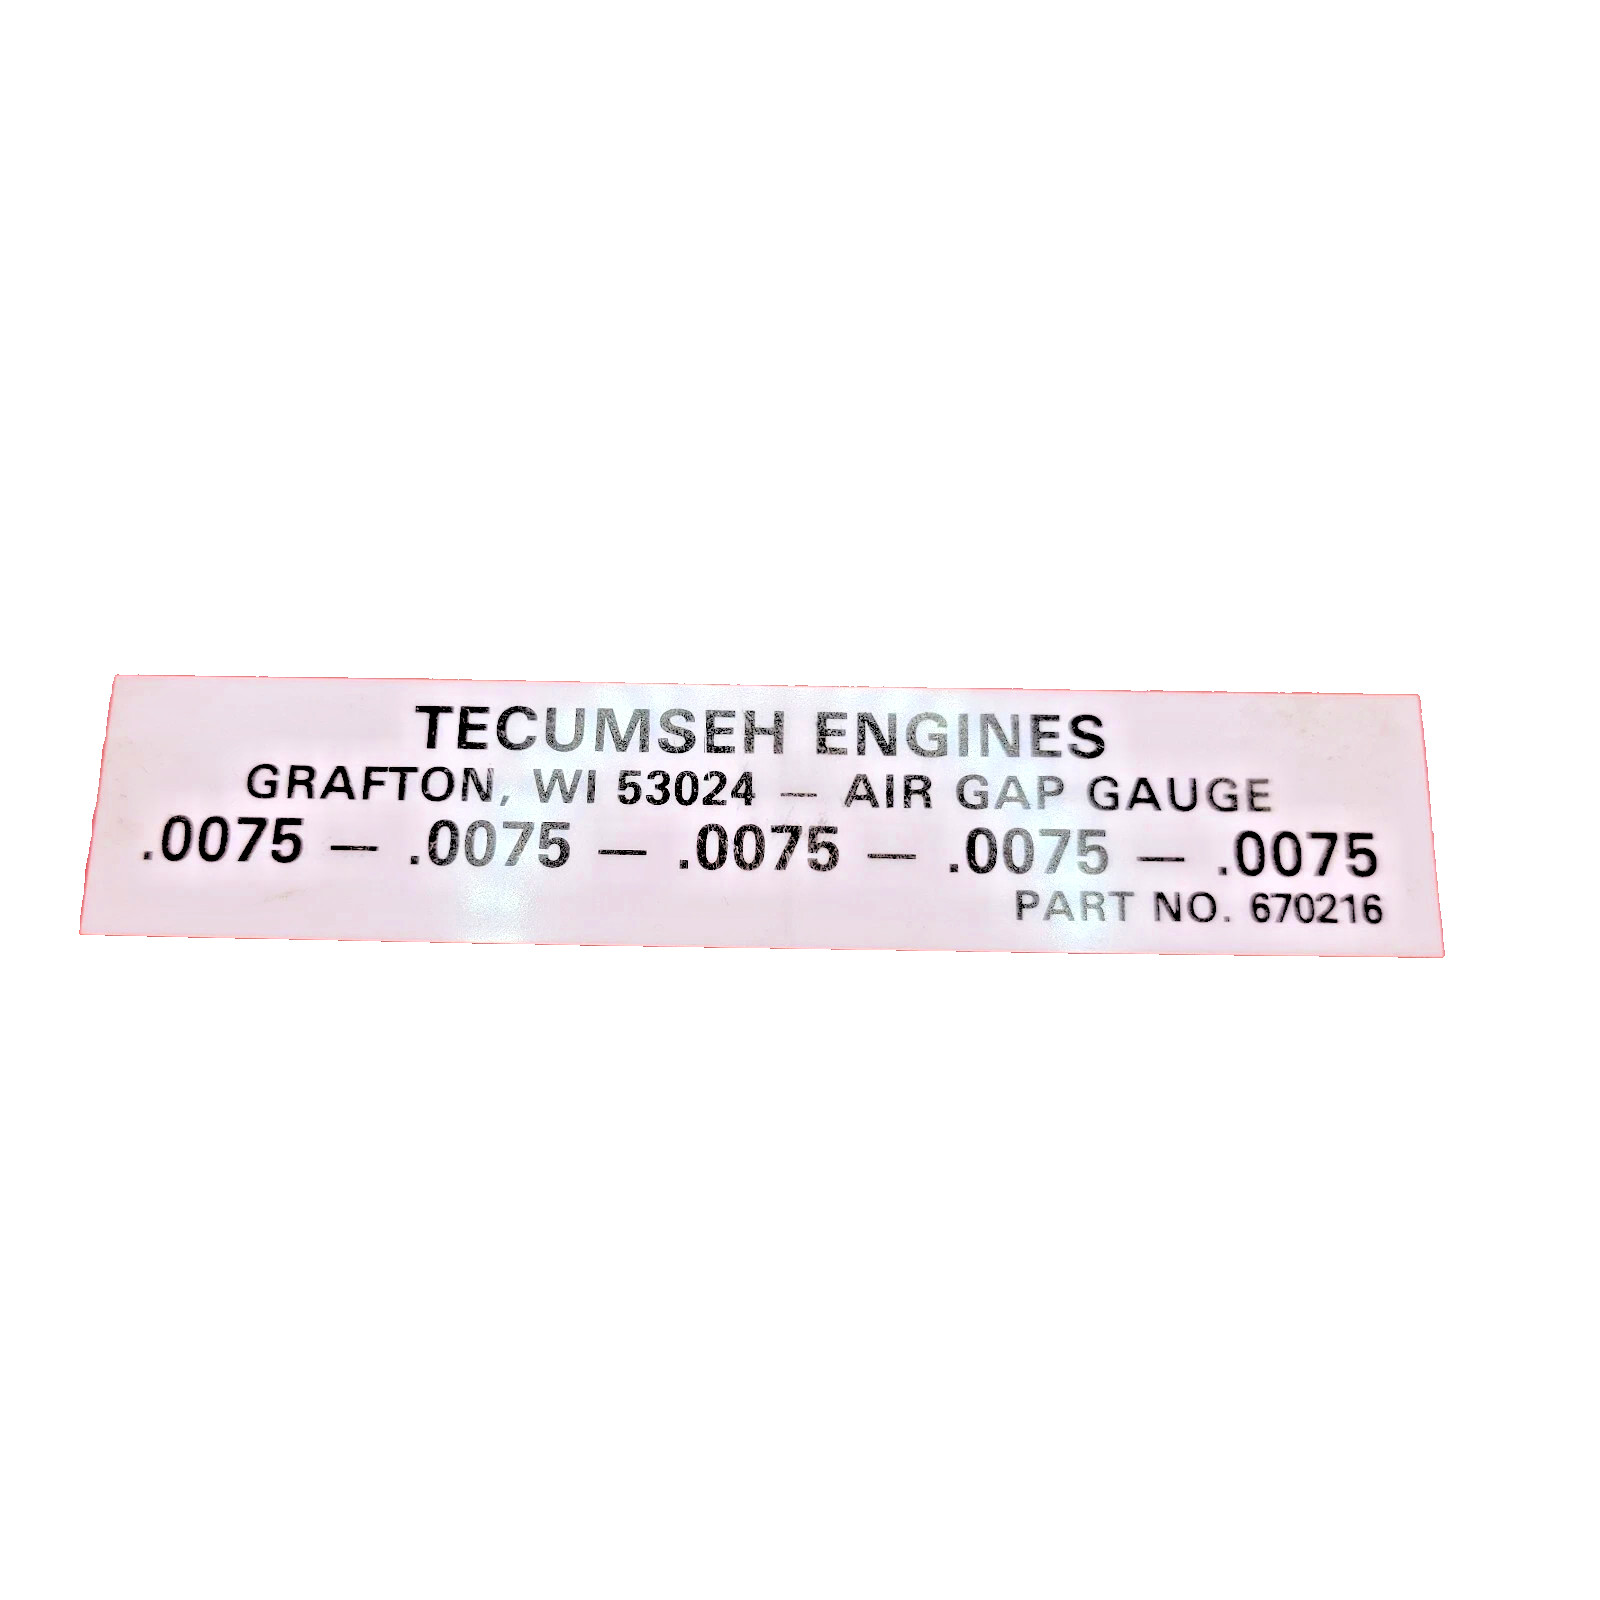 TECUMSEH ENGINES
GRAFTON, WI 53024 — AIR GAP GAUGE
.0075 — .0075 — .0075 — .0075 — .0075
PART NO. 670216